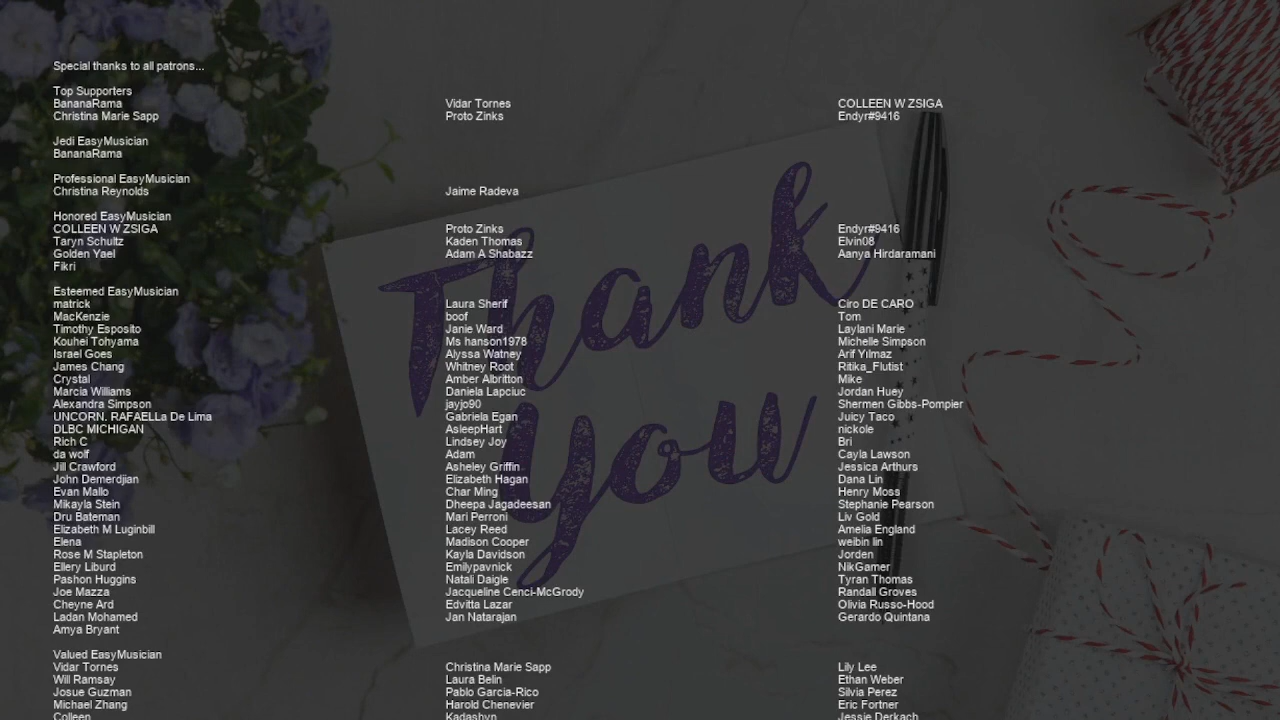 Special thanks to all patrons...
Top Supporters
BananaRama Vidar Tornes COLLEEN W ZSIGA
Christina Marie Sapp Proto Zinks Endyr#9416
Jedi EasyMusician
BananaRama
Professional EasyMusician
Christina Reynolds Jaime Radeva
Honored EasyMusician
COLLEEN W ZSIGA Proto Zinks Endyr#9416
Taryn Schultz Kaden Thomas Elvin08
Golden Yael Adam A Shabazz Aanya Hirdaramani
Fikri
Esteemed EasyMusician
matrick Laura Sherif Ciro DE CARO
MacKenzie boof Tom
Timothy Esposito Janie Ward Laylani Marie
Kouhei Tohyama Ms hanson1978 Michelle Simpson
Israel Goes Alyssa Watney Arif Yılmaz
James Chang Whitney Root Ritika_Flutist
Crystal Amber Albritton Mike
Marcia Williams Daniela Lapciuc Jordan Huey
Alexandra Simpson jayjo90 Shermen Gibbs-Pompier
UNCORN. RAFAELLa De Lima Gabriela Egan Juicy Taco
DLBC MICHIGAN AsleepHart nickole
Rich C Lindsey Joy Bri
da wolf Adam Cayla Lawson
Jill Crawford Asheley Griffin Jessica Arthurs
John Demerdjian Elizabeth Hagan Dana Lin
Evan Mallo Char Ming Henry Moss
Mikayla Stein Dheepa Jagadeesan Stephanie Pearson
Dru Bateman Mari Perroni Liv Gold
Elizabeth M Luginbill Lacey Reed Amelia England
Elena Madison Cooper weibin lin
Rose M Stapleton Kayla Davidson Jorden
Ellery Liburd Emilypavnick NikGamer
Pashon Huggins Natali Daigle Tyran Thomas
Joe Mazza Jacqueline Cenci-McGrody Randall Groves
Cheyne Ard Edvitta Lazar Olivia Russo-Hood
Ladan Mohamed Jan Natarajan Gerardo Quintana
Amya Bryant
Valued EasyMusician
Vidar Tornes Christina Marie Sapp Lily Lee
Will Ramsay Laura Belin Ethan Weber
Josue Guzman Pablo Garcia-Rico Silvia Perez
Michael Zhang Harold Chenevier Eric Fortner
Colleen Kadashyn Jessie Derkach
Thank
you